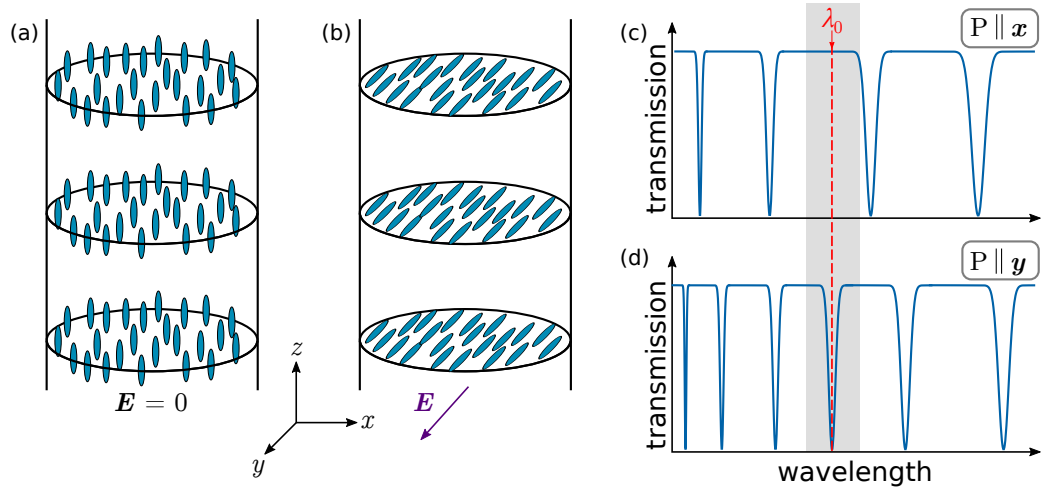 (a)
E = 0
(b)
E
z
x
y
(c)
λ₀
P ∥ x
transmission
(d)
P ∥ y
transmission
wavelength